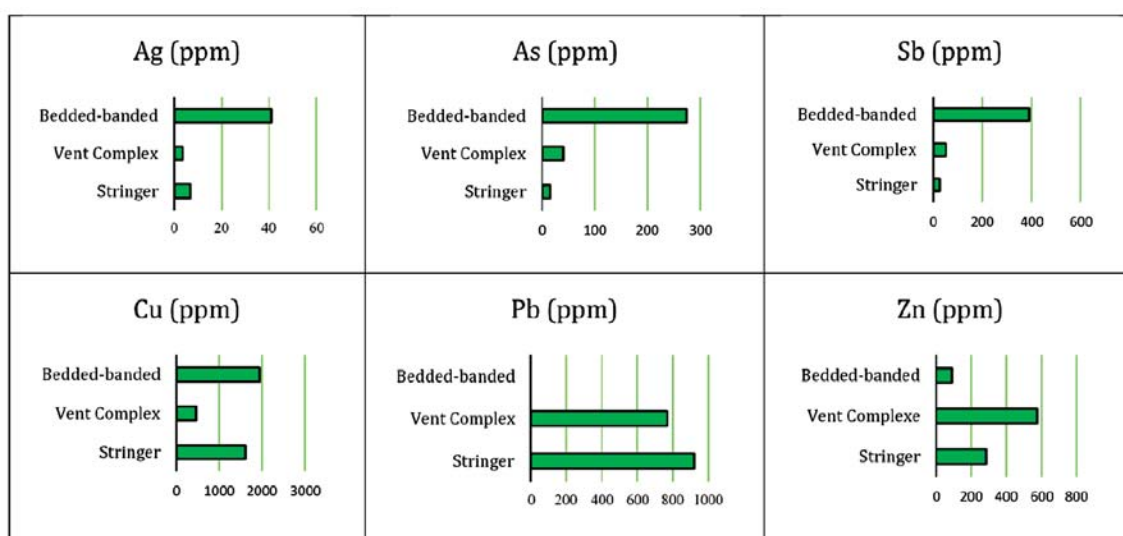 Ag (ppm)
Bedded-banded
Vent Complex
Stringer
0 20 40 60
As (ppm)
Bedded-banded
Vent Complex
Stringer
0 100 200 300
Sb (ppm)
Bedded-banded
Vent Complex
Stringer
0 200 400 600
Cu (ppm)
Bedded-banded
Vent Complex
Stringer
0 1000 2000 3000
Pb (ppm)
Bedded-banded
Vent Complex
Stringer
0 200 400 600 800 1000
Zn (ppm)
Bedded-banded
Vent Complexe
Stringer
0 200 400 600 800